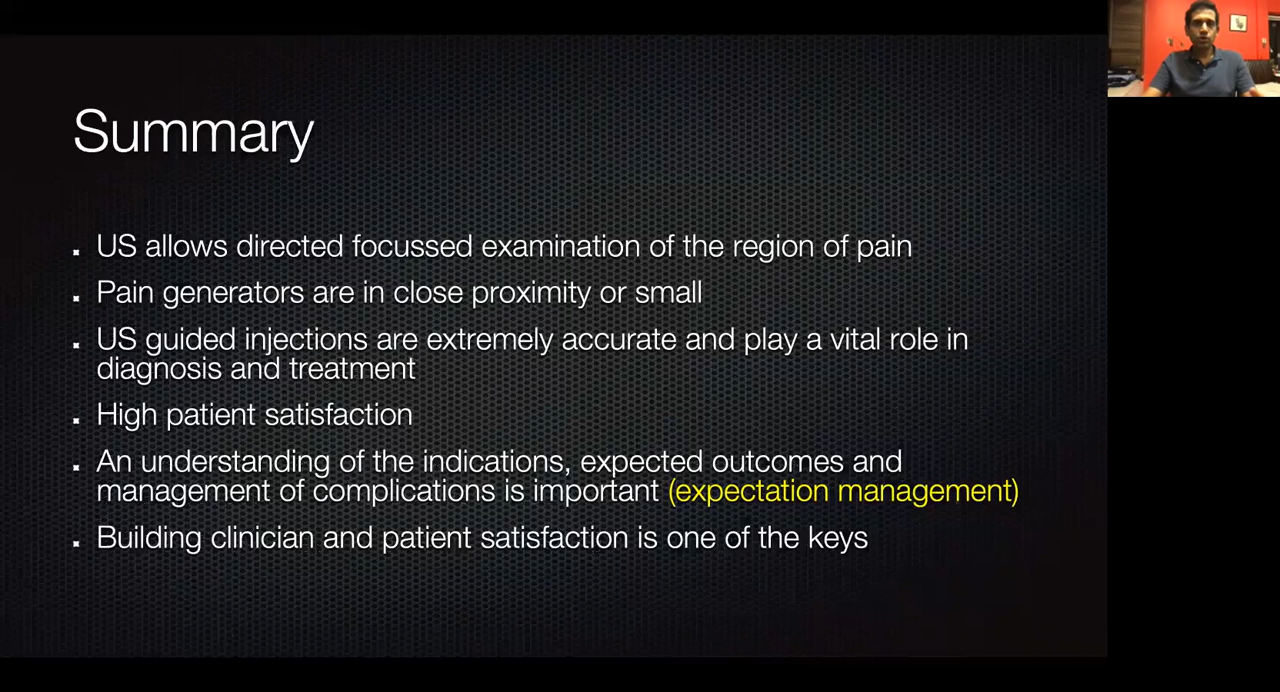 Summary
US allows directed focussed examination of the region of pain
Pain generators are in close proximity or small
US guided injections are extremely accurate and play a vital role in
diagnosis and treatment
High patient satisfaction
An understanding of the indications, expected outcomes and
management of complications is important (expectation management)
Building clinician and patient satisfaction is one of the keys